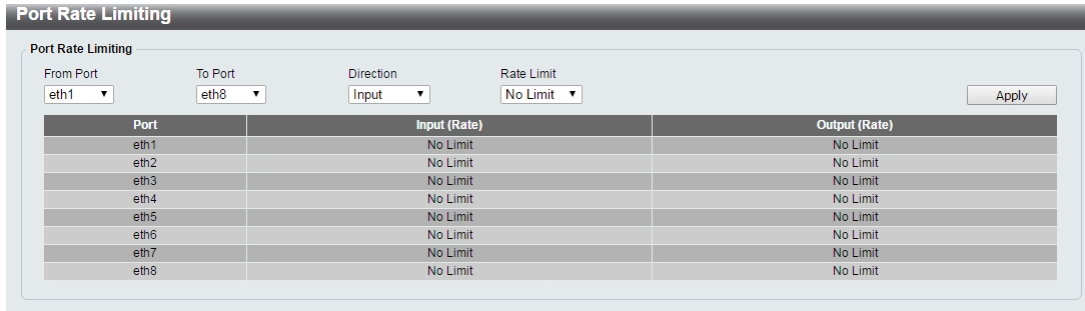 Port Rate Limiting
Port Rate Limiting
From Port To Port Direction Rate Limit
eth1 eth8 Input No Limit Apply
Port Input (Rate) Output (Rate)
eth1 No Limit No Limit
eth2 No Limit No Limit
eth3 No Limit No Limit
eth4 No Limit No Limit
eth5 No Limit No Limit
eth6 No Limit No Limit
eth7 No Limit No Limit
eth8 No Limit No Limit